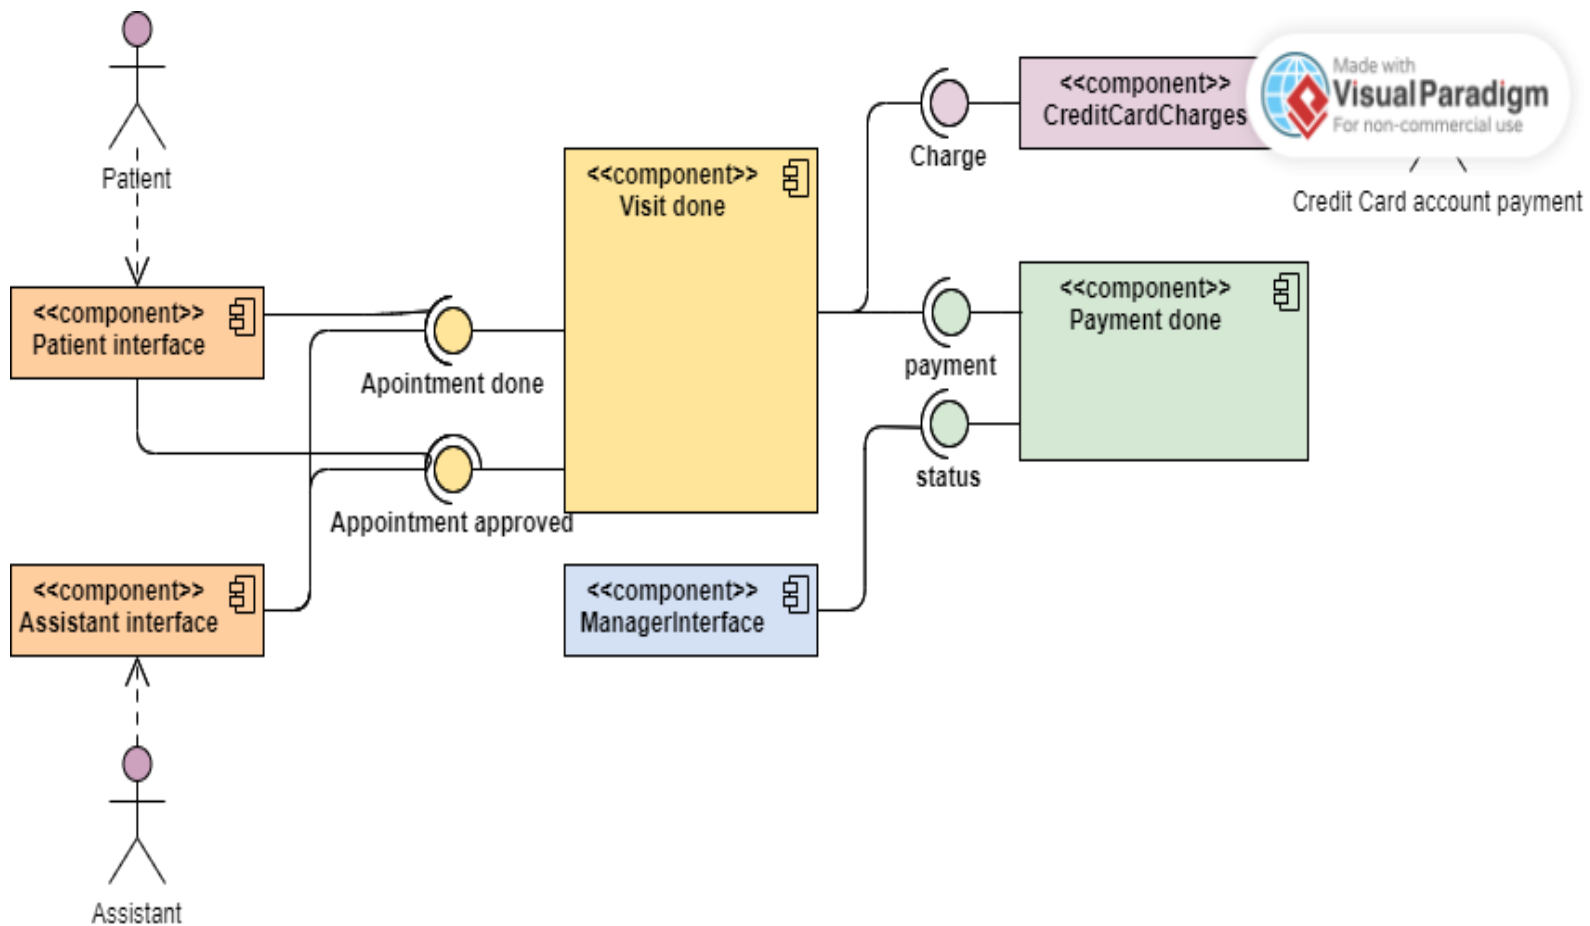 Patient
<<component>>
Patient interface
<<component>>
Assistant interface
Assistant
Apointment done
Appointment approved
<<component>>
Visit done
<<component>>
ManagerInterface
Charge
payment
status
<<component>>
CreditCardCharges
Made with
Visual Paradigm
For non-commercial use
Credit Card account payment
<<component>>
Payment done